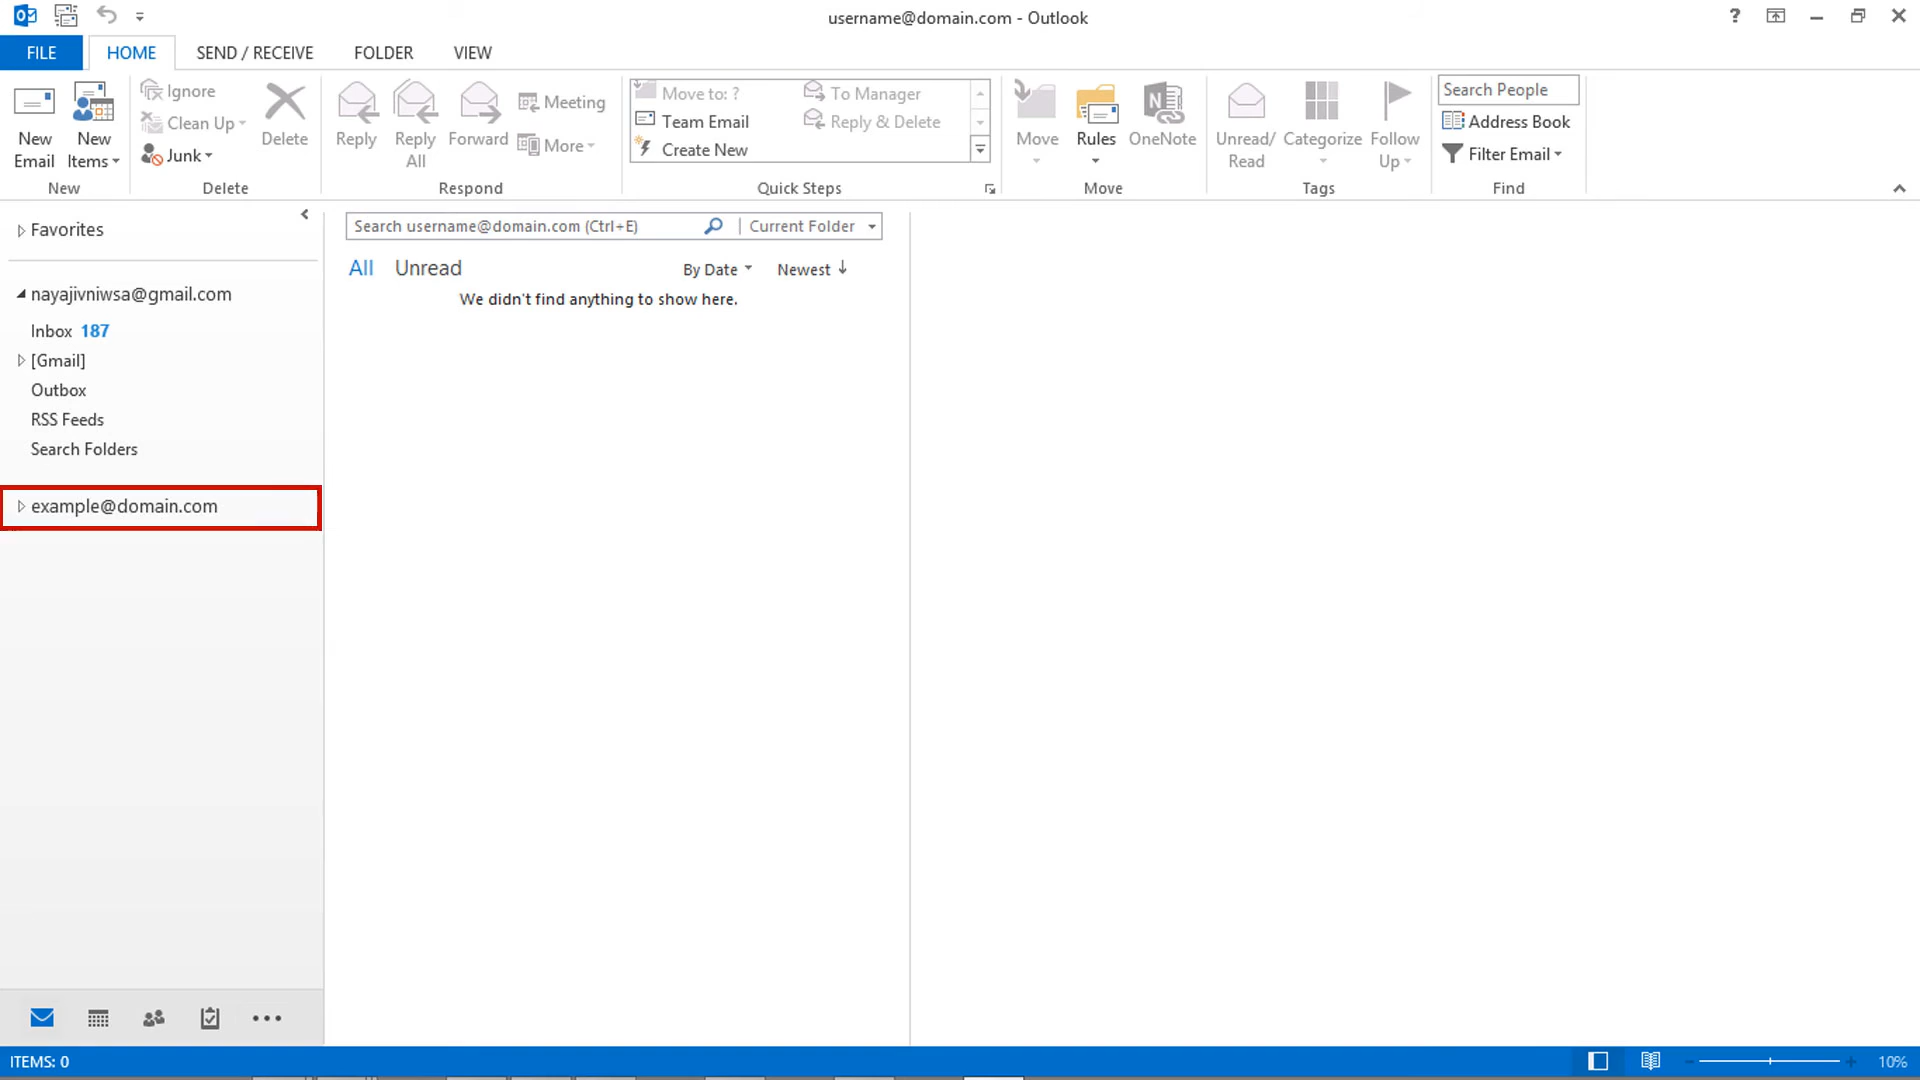 username@domain.com - Outlook
?
FILE HOME SEND / RECEIVE FOLDER VIEW
New Email
New Items
New
Ignore
Clean Up
Junk
Delete
Delete
Reply
Reply All
Forward
Meeting
More
Respond
Move to: ?
Team Email
Create New
To Manager
Reply & Delete
Quick Steps
Move
Rules
OneNote
Move
Unread/ Read
Categorize
Follow Up
Tags
Search People
Address Book
Filter Email
Find
Favorites
nayajivniwsa@gmail.com
Inbox 187
[Gmail]
Outbox
RSS Feeds
Search Folders
example@domain.com
Search username@domain.com (Ctrl+E)
Current Folder
All Unread By Date Newest
We didn't find anything to show here.
ITEMS: 0
10%